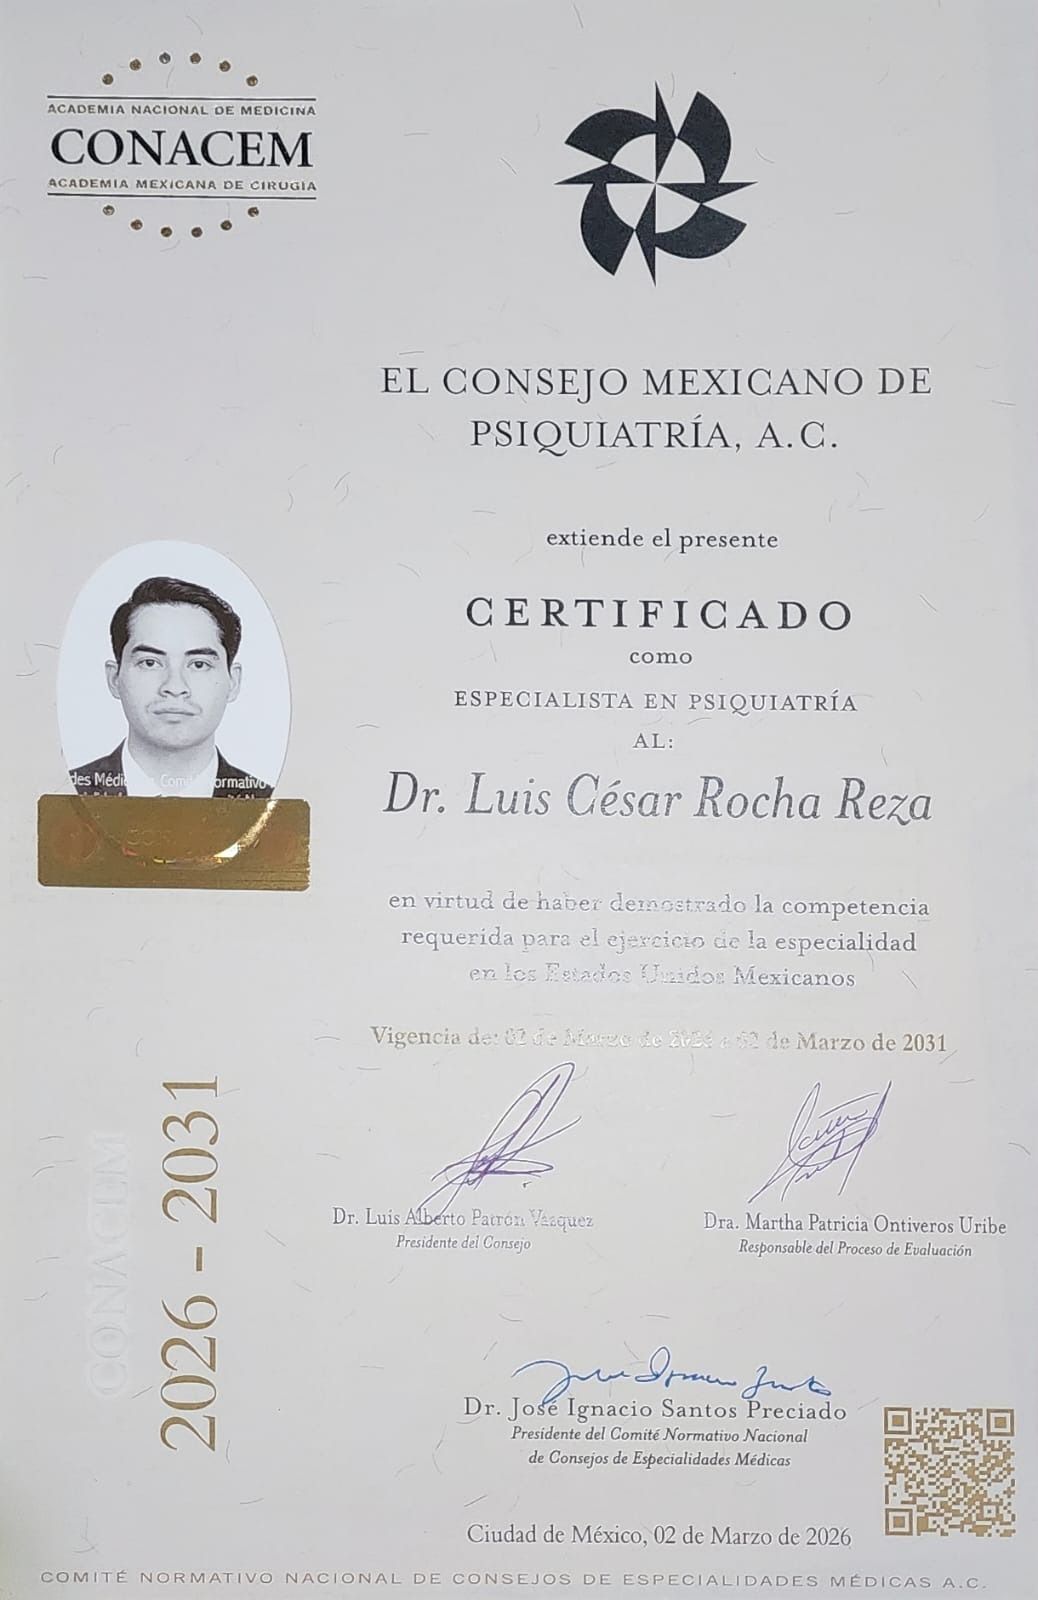 ACADEMIA NACIONAL DE MEDICINA
CONACEM
ACADEMIA MEXICANA DE CIRUGIA
EL CONSEJO MEXICANO DE
PSIQUIATRÍA, A.C.
extiende el presente
CERTIFICADO
como
ESPECIALISTA EN PSIQUIATRÍA
AL:
Dr. Luis César Rocha Reza
des Médi Com ormativo
en virtud de haber demostrado la competencia
requerida para el ejercicio de la especialidad
en los Estados Unidos Mexicanos
Vigencia de: 02 de Marzo de 2026 a 02 de Marzo de 2031
CONACEM
2026 - 2031
Dr. Luis Alberto Patrón Vázquez
Presidente del Consejo
Dra. Martha Patricia Ontiveros Uribe
Responsable del Proceso de Evaluación
Dr. José Ignacio Santos Preciado
Presidente del Comité Normativo Nacional
de Consejos de Especialidades Médicas
Ciudad de México, 02 de Marzo de 2026
COMITÉ NORMATIVO NACIONAL DE CONSEJOS DE ESPECIALIDADES MÉDICAS A.C.